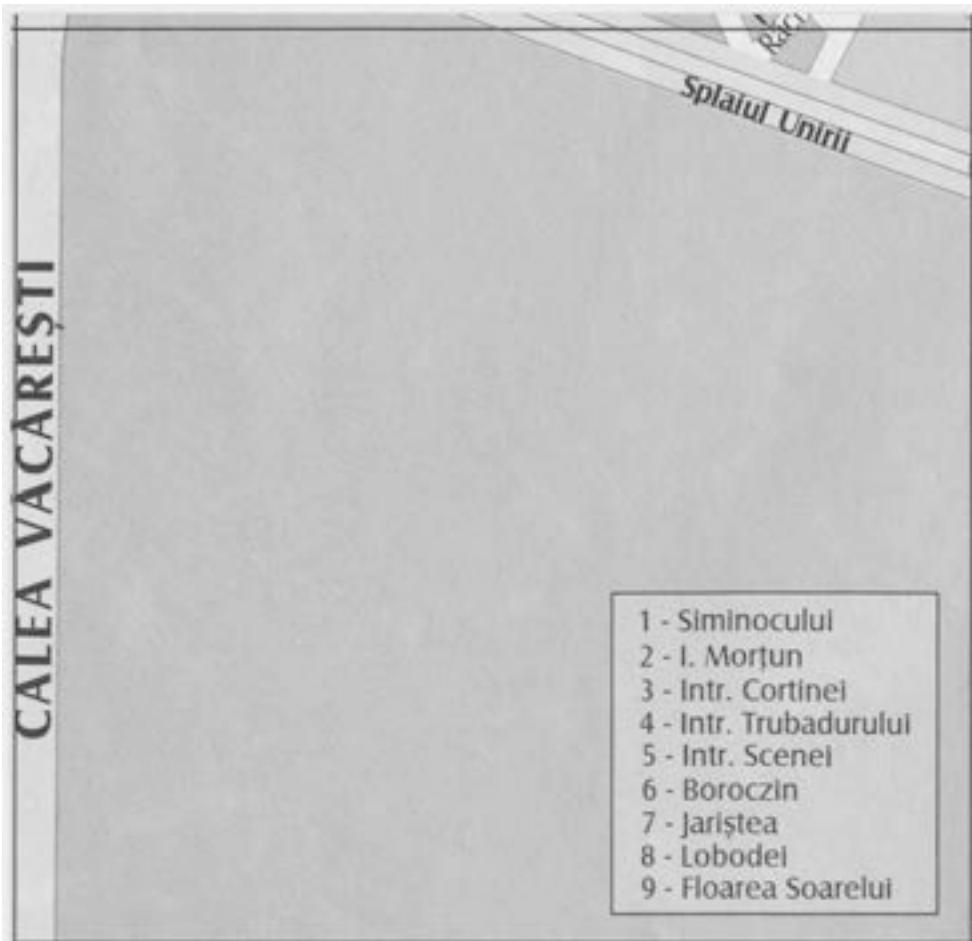 Splaiul Unirii
CALEA VĂCĂREȘTI
1 - Siminocului
2 - I. Morțun
3 - Intr. Cortinei
4 - Intr. Trubadurului
5 - Intr. Scenei
6 - Boroczin
7 - Jariștea
8 - Lobodei
9 - Floarea Soarelui